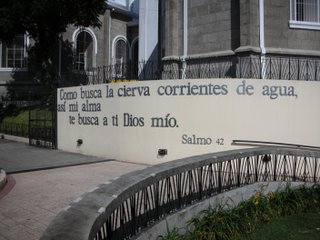 Como busca la cierva corrientes de agua,
así mi alma
te busca a ti Dios mío.
Salmo 42